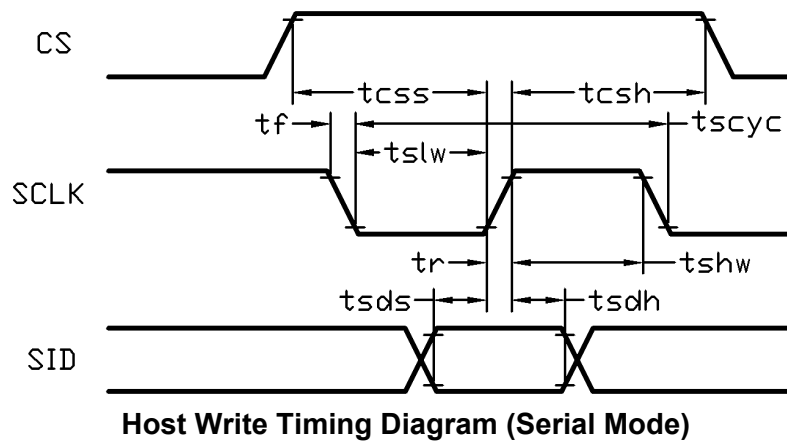 CS
tcss
tcsh
tf
tscyc
tslw
SCLK
tr
tshw
tsds
tsdh
SID
Host Write Timing Diagram (Serial Mode)